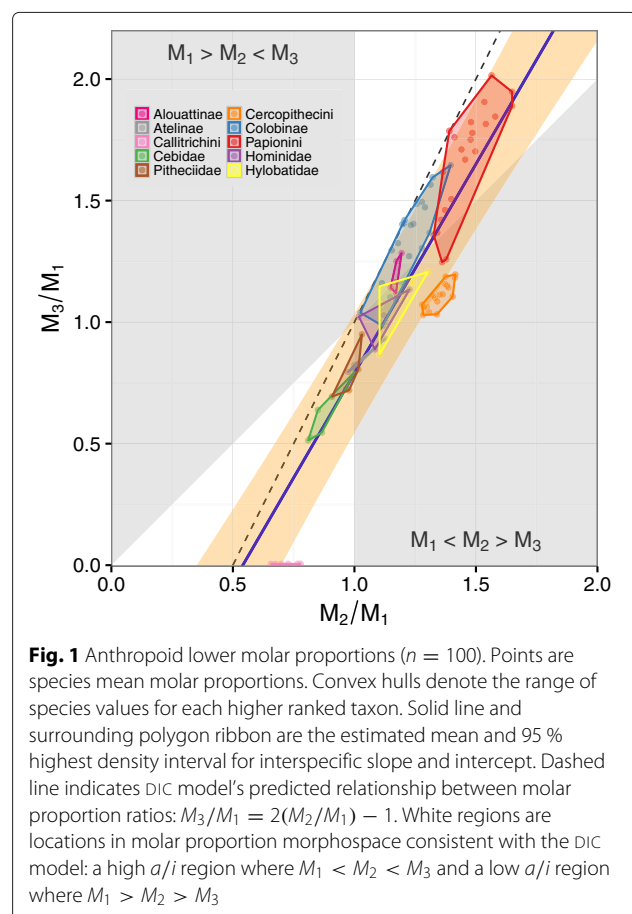 M₁ > M₂ < M₃
Alouattinae
Atelinae
Callitrichini
Cebidae
Pitheciidae
Cercopithecini
Colobinae
Papionini
Hominidae
Hylobatidae
M₃/M₁
2.0
1.5
1.0
0.5
0.0
M₁ < M₂ > M₃
0.0 0.5 1.0 1.5 2.0
M₂/M₁
Fig. 1 Anthropoid lower molar proportions (n = 100). Points are
species mean molar proportions. Convex hulls denote the range of
species values for each higher ranked taxon. Solid line and
surrounding polygon ribbon are the estimated mean and 95 %
highest density interval for interspecific slope and intercept. Dashed
line indicates DIC model's predicted relationship between molar
proportion ratios: M₃/M₁ = 2(M₂/M₁) − 1. White regions are
locations in molar proportion morphospace consistent with the DIC
model: a high a/i region where M₁ < M₂ < M₃ and a low a/i region
where M₁ > M₂ > M₃